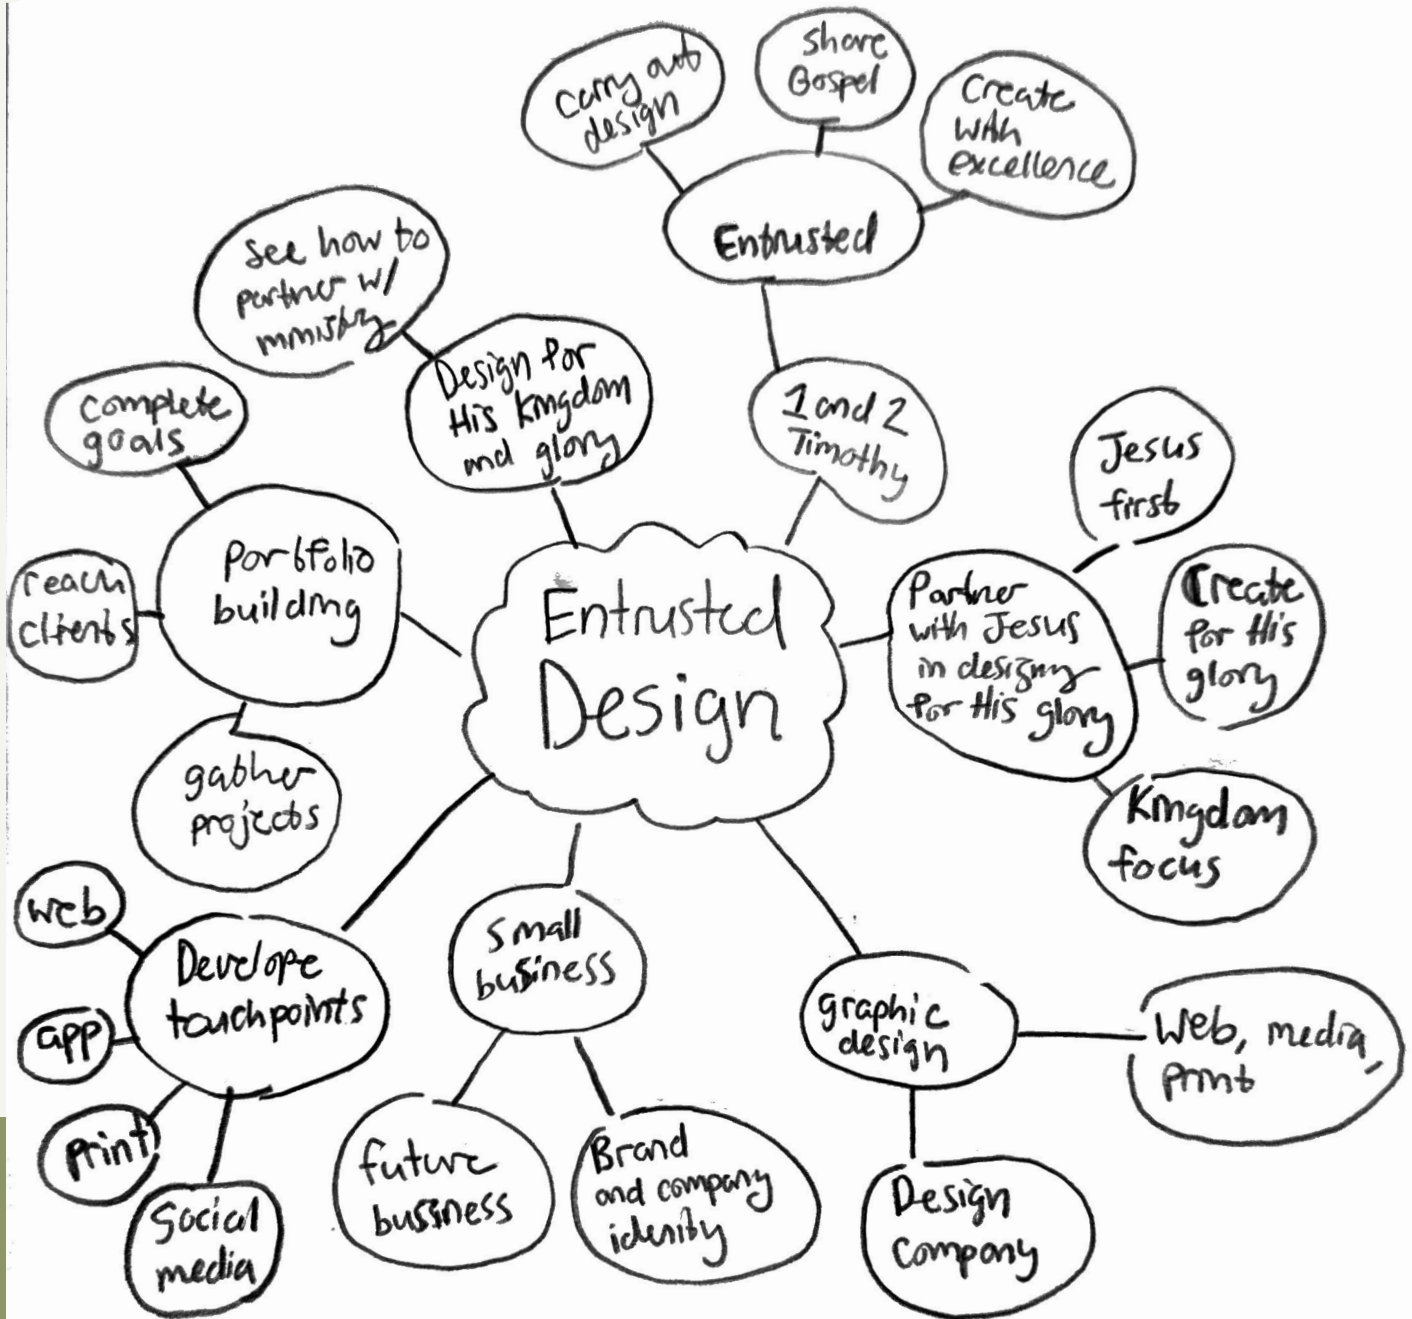 Entrusted
Design
1 and 2
Timothy
Entrusted
carry out
design
share
Gospel
Create
with
excellence
Partner
with Jesus
in designing
for His glory
Jesus
first
Create
for His
glory
Kingdom
focus
graphic
design
Web, media,
print
Design
company
small
business
future
bussiness
Brand
and company
idenity
Develope
touchpoints
web
app
print
Social
media
Portfolio
building
complete
goals
reach
clients
gather
projects
Design for
His kingdom
and glory
see how to
partner w/
ministry